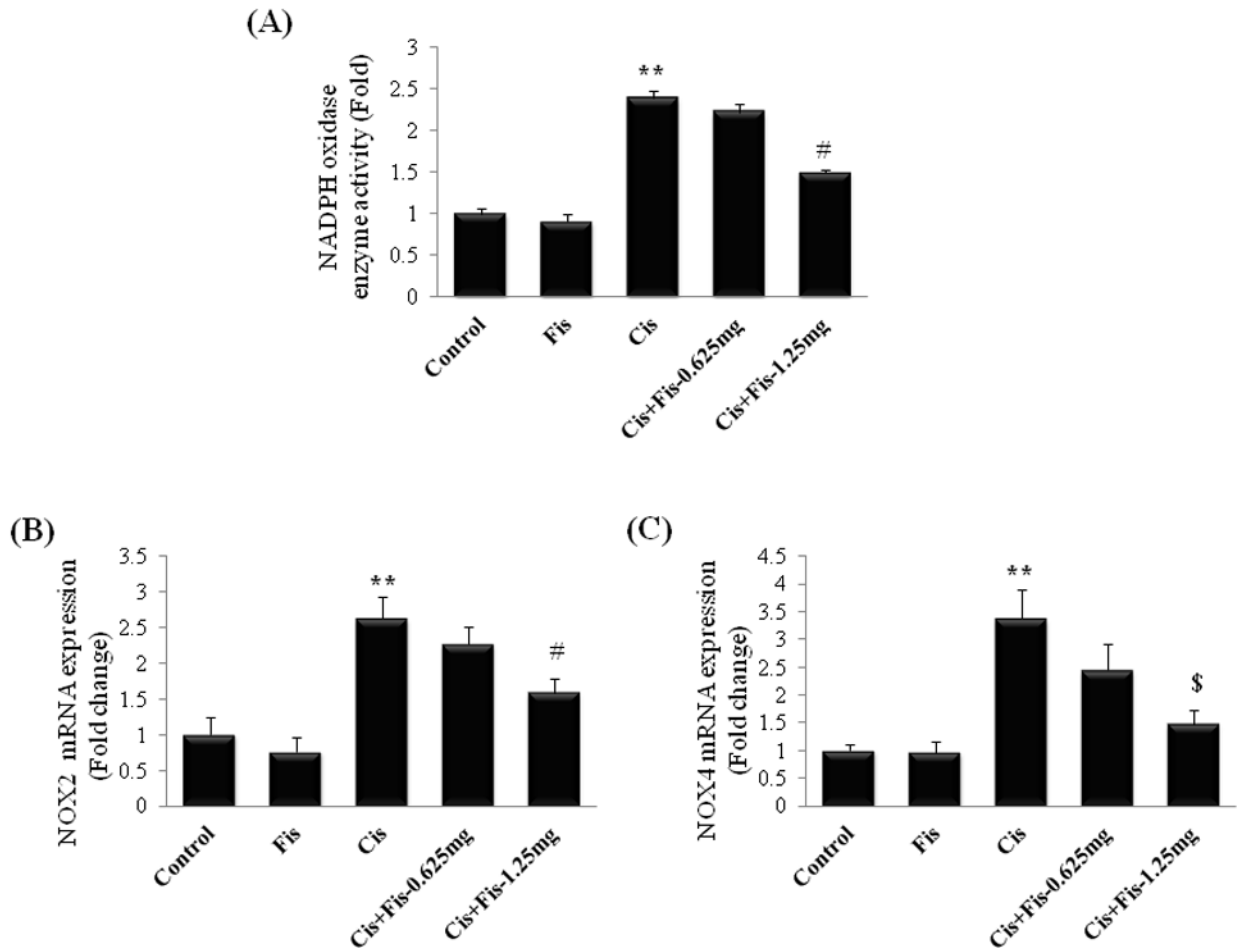 (A)
NADPH oxidase
enzyme activity (Fold)
3
2.5
2
1.5
1
0.5
0
**
#
Control
Fis
Cis
Cis+Fis-0.625mg
Cis+Fis-1.25mg
(B)
NOX2 mRNA expression
(Fold change)
3.5
3
2.5
2
1.5
1
0.5
0
**
#
Control
Fis
Cis
Cis+Fis-0.625mg
Cis+Fis-1.25mg
(C)
NOX4 mRNA expression
(Fold change)
4.5
4
3.5
3
2.5
2
1.5
1
0.5
0
**
$
Control
Fis
Cis
Cis+Fis-0.625mg
Cis+Fis-1.25mg